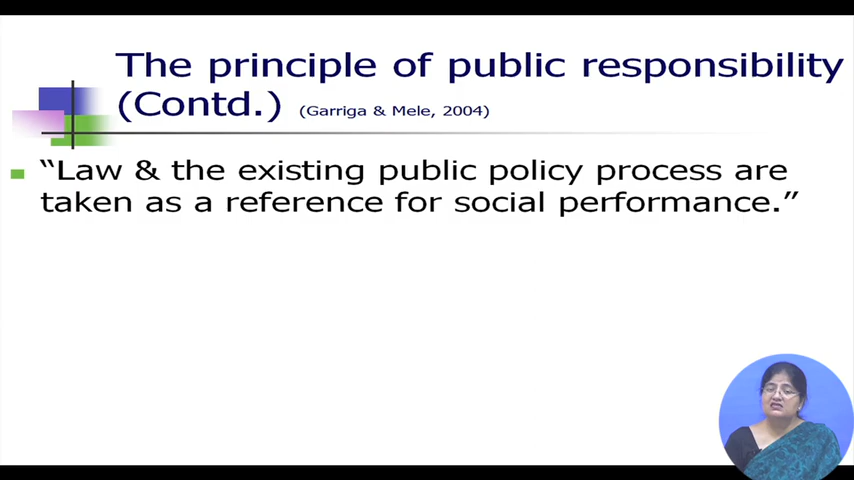 The principle of public responsibility
(Contd.) (Garriga & Mele, 2004)
“Law & the existing public policy process are
taken as a reference for social performance.”